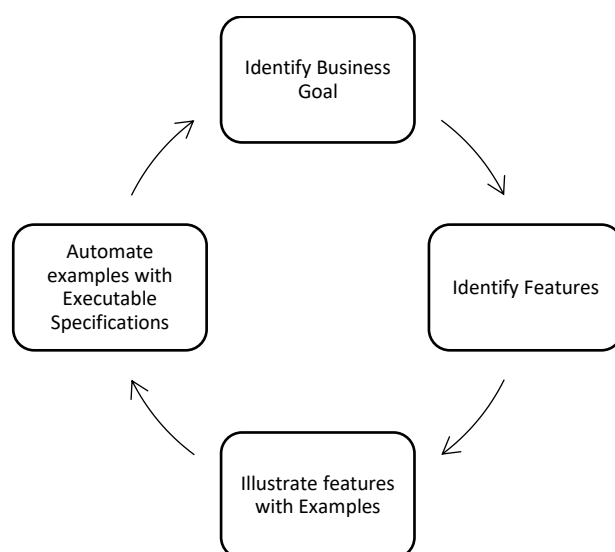 Identify Business
Goal
Identify Features
Illustrate features
with Examples
Automate
examples with
Executable
Specifications